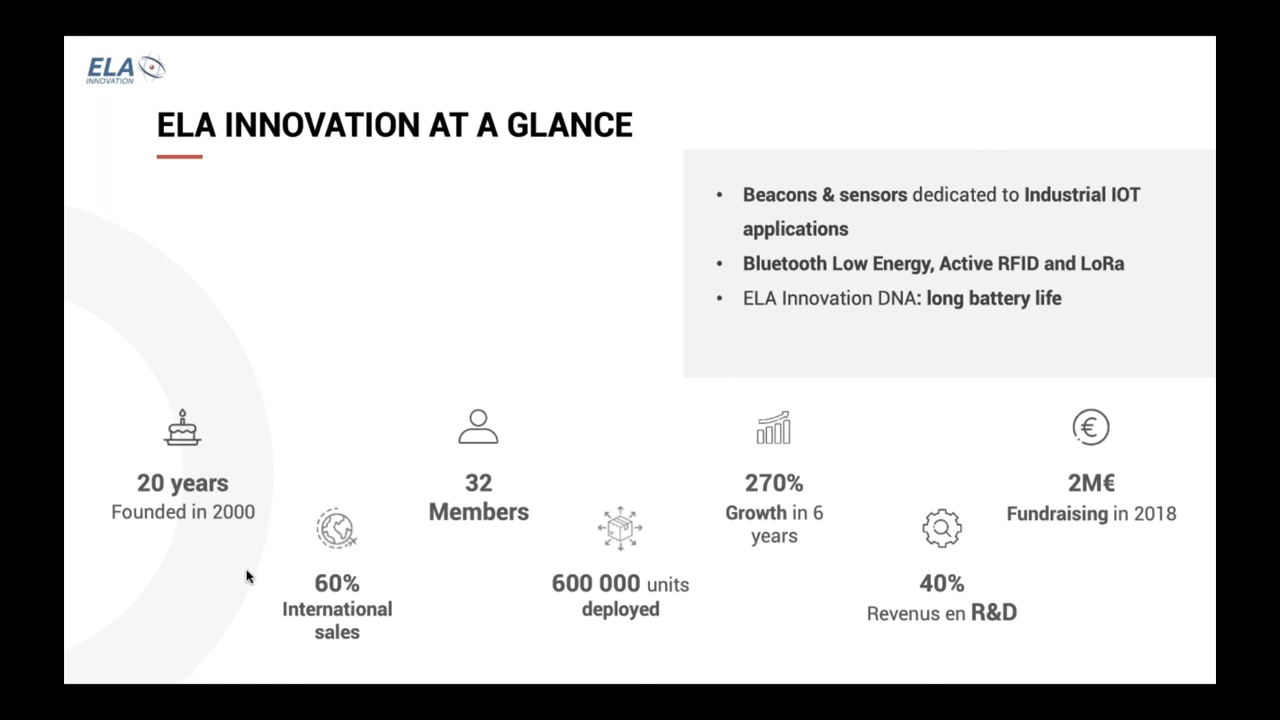 ELA
INNOVATION
ELA INNOVATION AT A GLANCE
• Beacons & sensors dedicated to Industrial IOT
applications
• Bluetooth Low Energy, Active RFID and LoRa
• ELA Innovation DNA: long battery life
20 years
Founded in 2000
60%
International
sales
32
Members
600 000 units
deployed
270%
Growth in 6
years
40%
Revenus en R&D
2M€
Fundraising in 2018